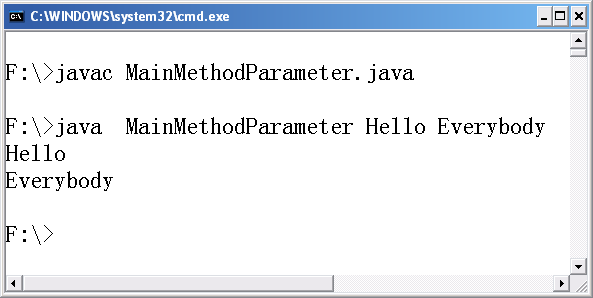 C:\WINDOWS\system32\cmd.exe
F:\>javac MainMethodParameter.java
F:\>java  MainMethodParameter Hello Everybody
Hello
Everybody
F:\>